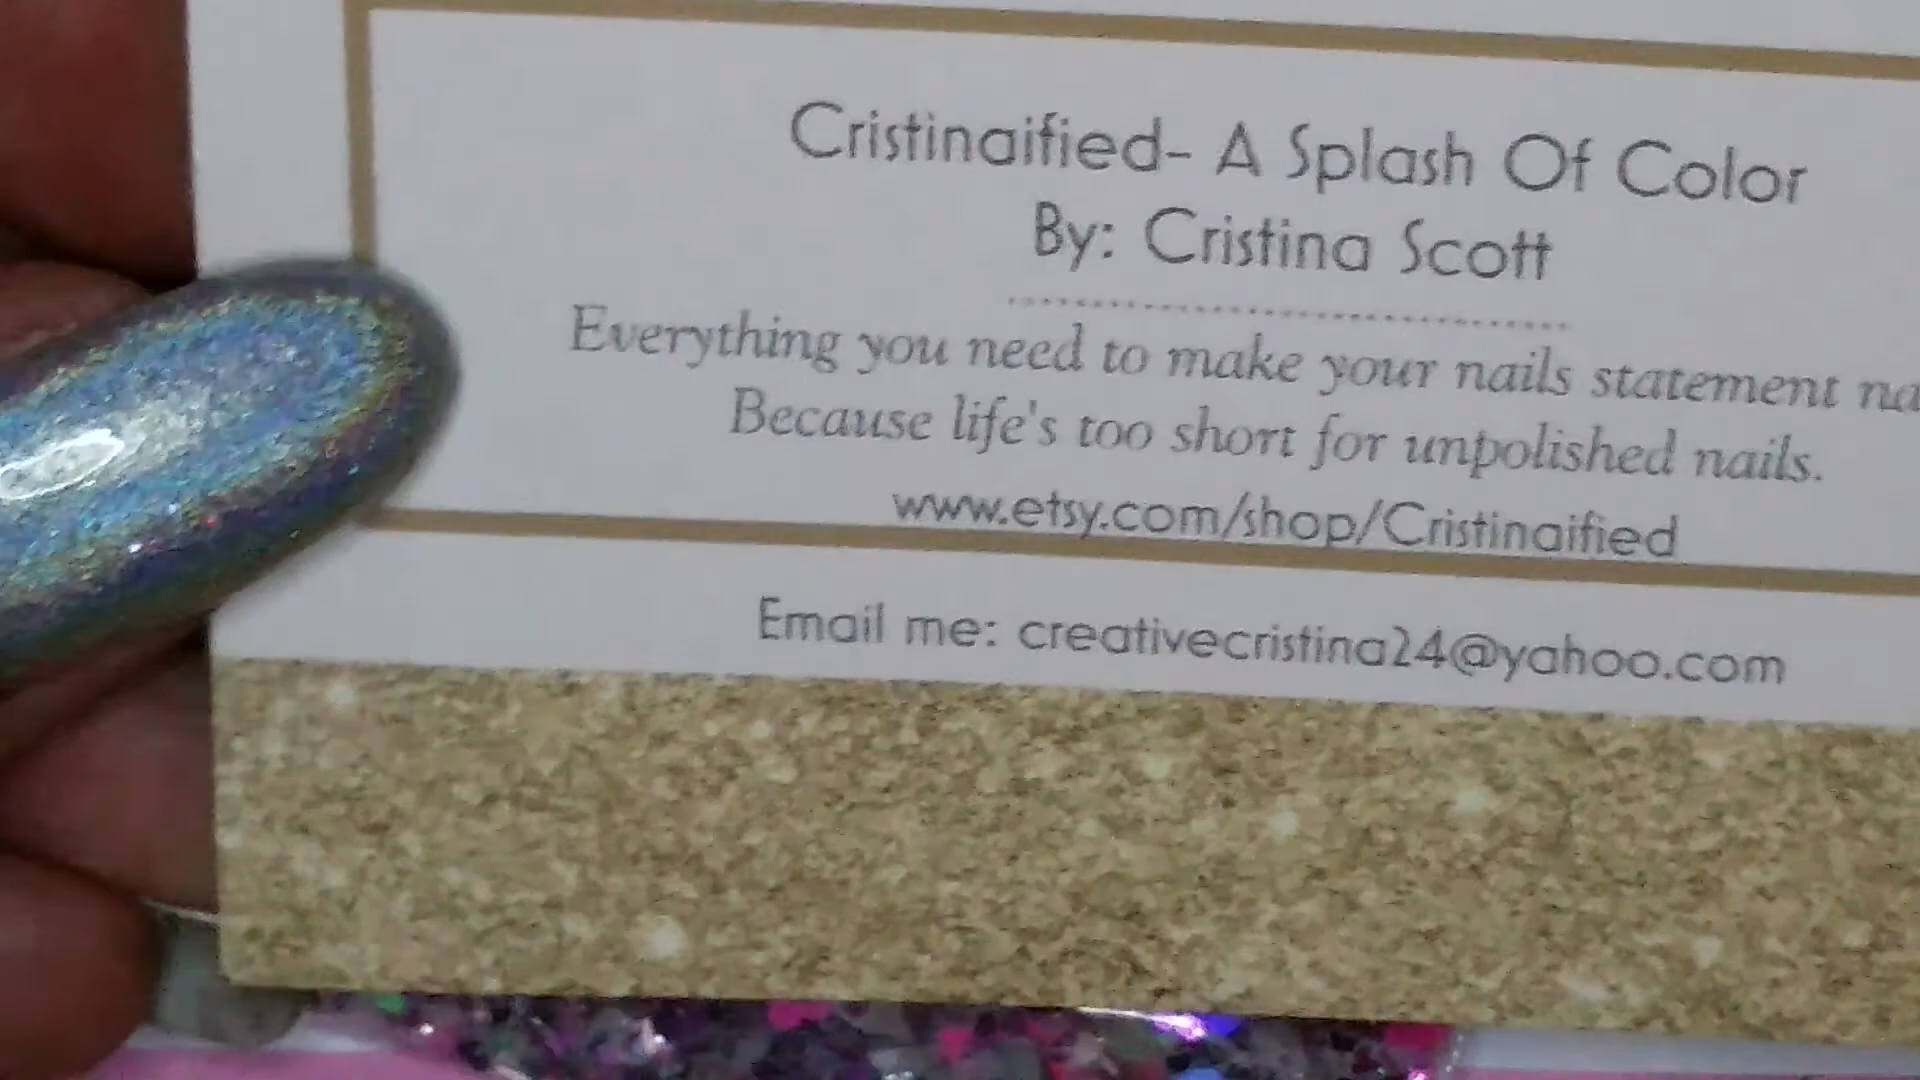 Cristinaified- A Splash Of Color
By: Cristina Scott
Everything you need to make your nails statement
Because life's too short for unpolished nails.
www.etsy.com/shop/Cristinaified
Email me: creativecristina24@yahoo.com